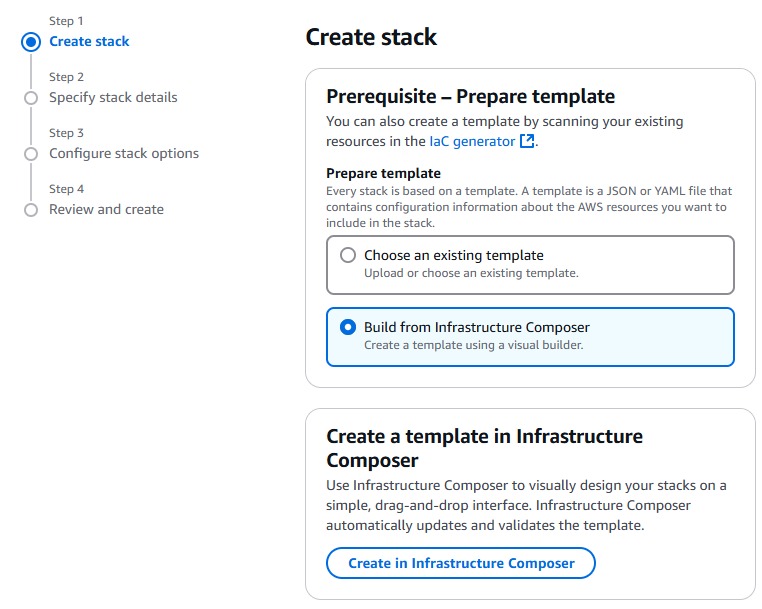 Step 1
Create stack
Step 2
Specify stack details
Step 3
Configure stack options
Step 4
Review and create
Create stack
Prerequisite – Prepare template
You can also create a template by scanning your existing
resources in the IaC generator.
Prepare template
Every stack is based on a template. A template is a JSON or YAML file that
contains configuration information about the AWS resources you want to
include in the stack.
Choose an existing template
Upload or choose an existing template.
Build from Infrastructure Composer
Create a template using a visual builder.
Create a template in Infrastructure
Composer
Use Infrastructure Composer to visually design your stacks on a
simple, drag-and-drop interface. Infrastructure Composer
automatically updates and validates the template.
Create in Infrastructure Composer